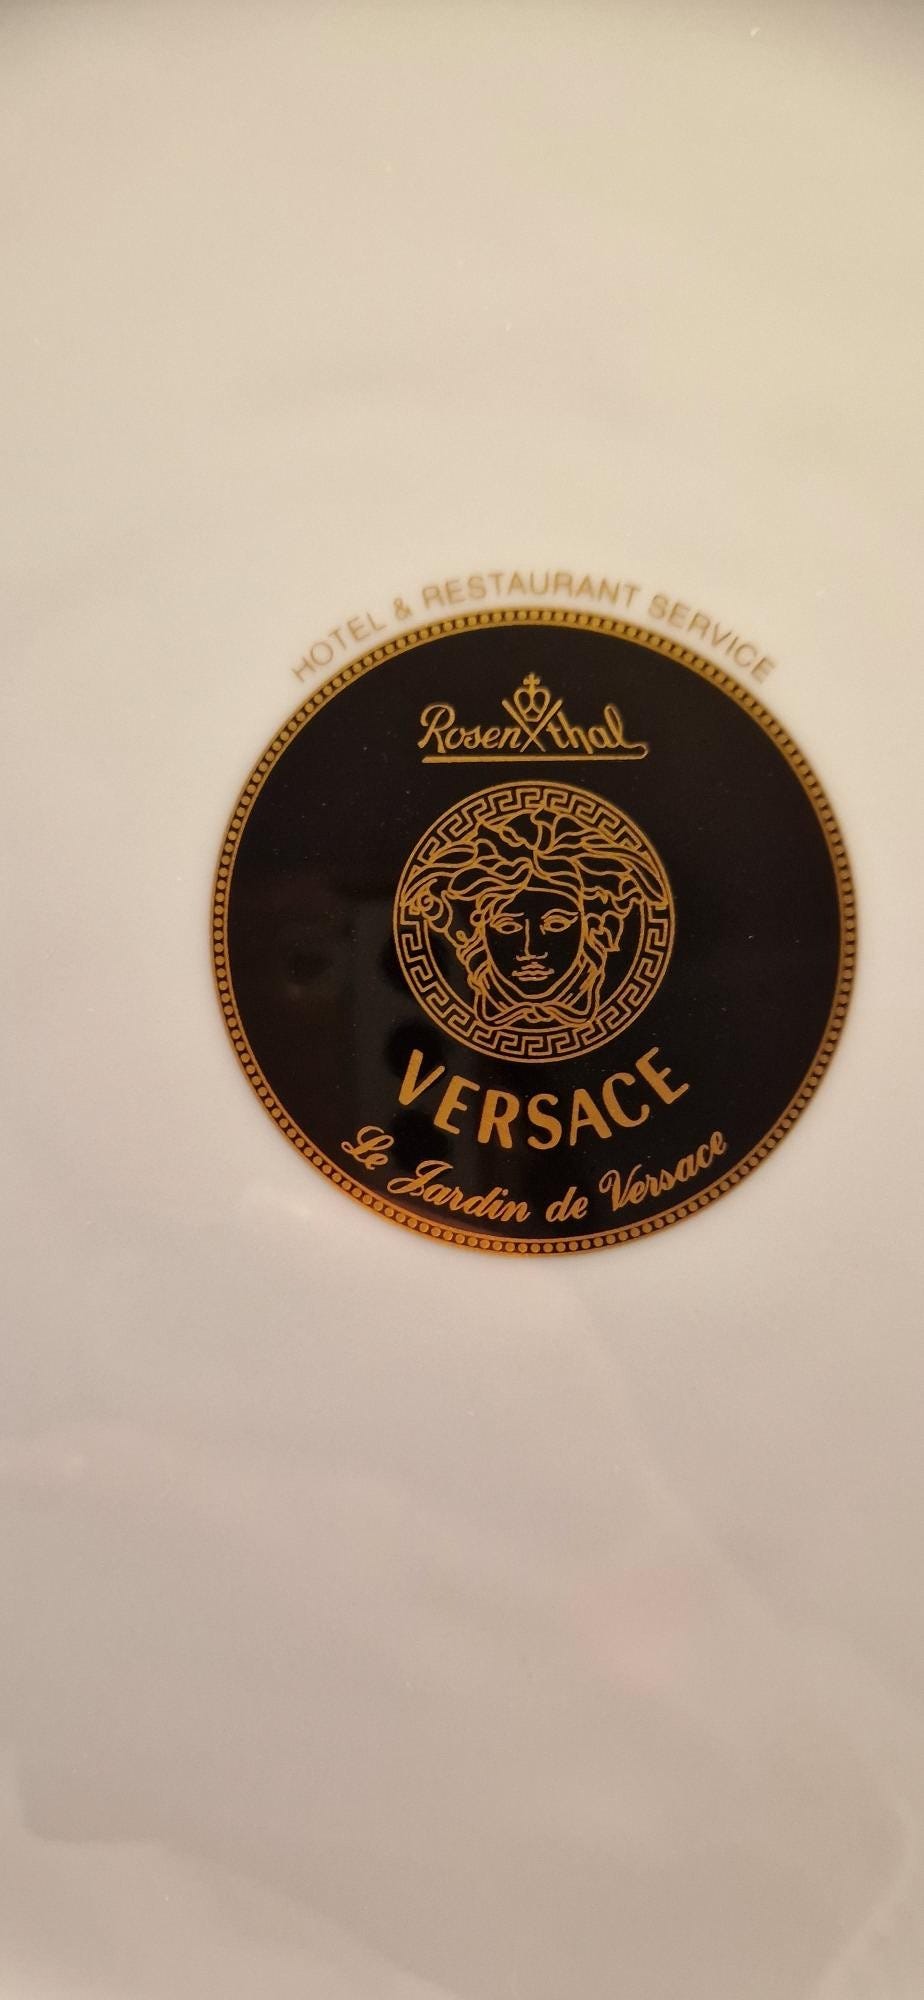 HOTEL & RESTAURANT SERVICE
Rosenthal
VERSACE
Le Jardin de Versace